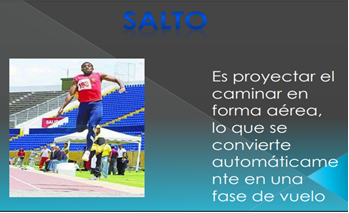 SALTO
Es proyectar el
caminar en
forma aérea,
lo que se
convierte
automáticame
nte en una
fase de vuelo